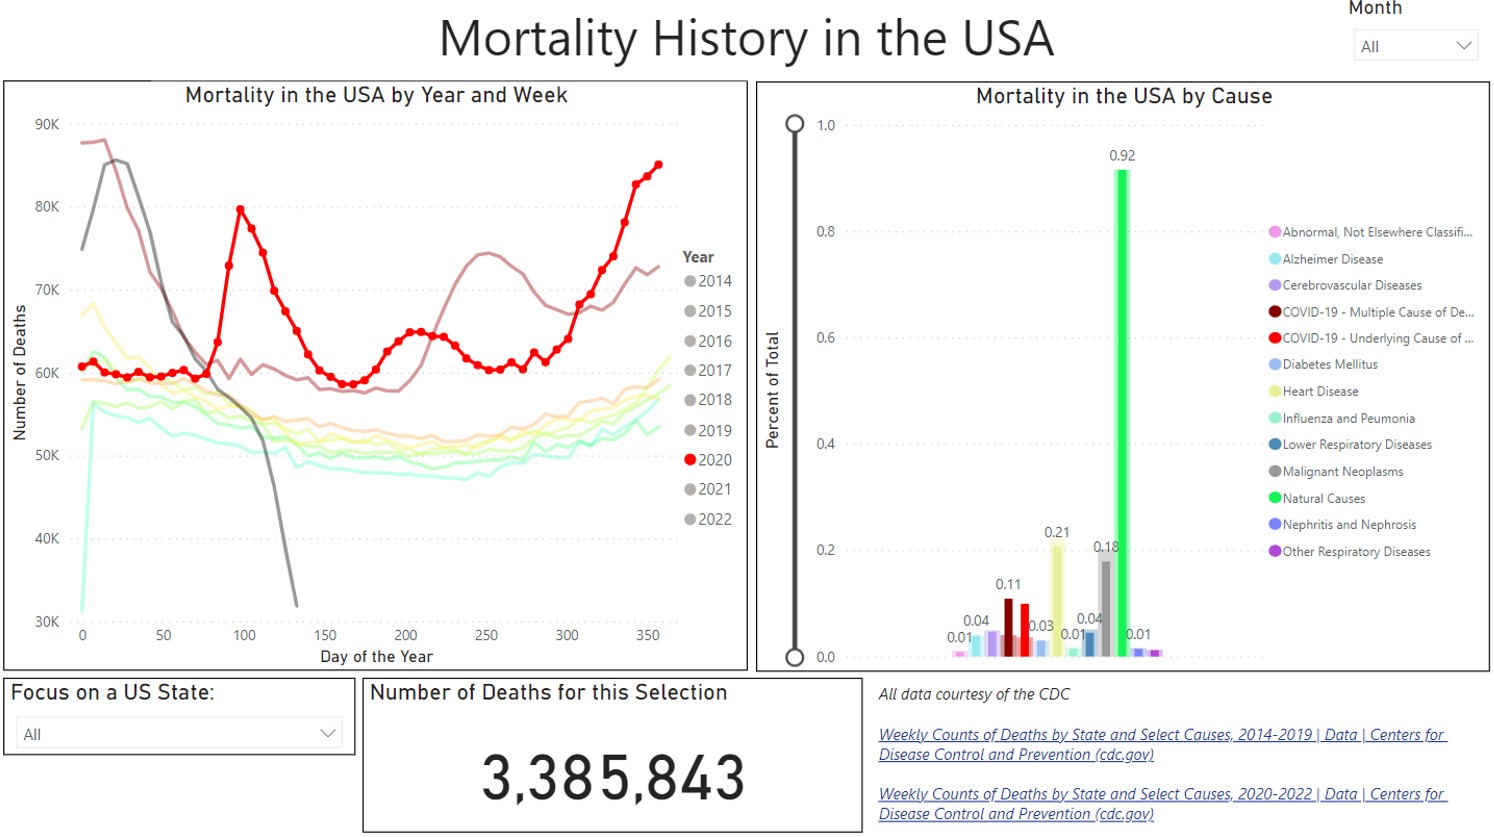 Mortality History in the USA
Month
All
Mortality in the USA by Year and Week
90K
80K
70K
60K
50K
40K
30K
Number of Deaths
0
50
100
150
200
250
300
350
Day of the Year
Year
2014
2015
2016
2017
2018
2019
2020
2021
2022
Mortality in the USA by Cause
1.0
0.8
0.6
0.4
0.2
0.0
Percent of Total
0.01
0.04
0.11
0.03
0.21
0.01
0.04
0.18
0.92
0.01
Abnormal, Not Elsewhere Classifi...
Alzheimer Disease
Cerebrovascular Diseases
COVID-19 - Multiple Cause of De...
COVID-19 - Underlying Cause of ...
Diabetes Mellitus
Heart Disease
Influenza and Peumonia
Lower Respiratory Diseases
Malignant Neoplasms
Natural Causes
Nephritis and Nephrosis
Other Respiratory Diseases
Focus on a US State:
All
Number of Deaths for this Selection
3,385,843
All data courtesy of the CDC
Weekly Counts of Deaths by State and Select Causes, 2014-2019 | Data | Centers for
Disease Control and Prevention (cdc.gov)
Weekly Counts of Deaths by State and Select Causes, 2020-2022 | Data | Centers for
Disease Control and Prevention (cdc.gov)